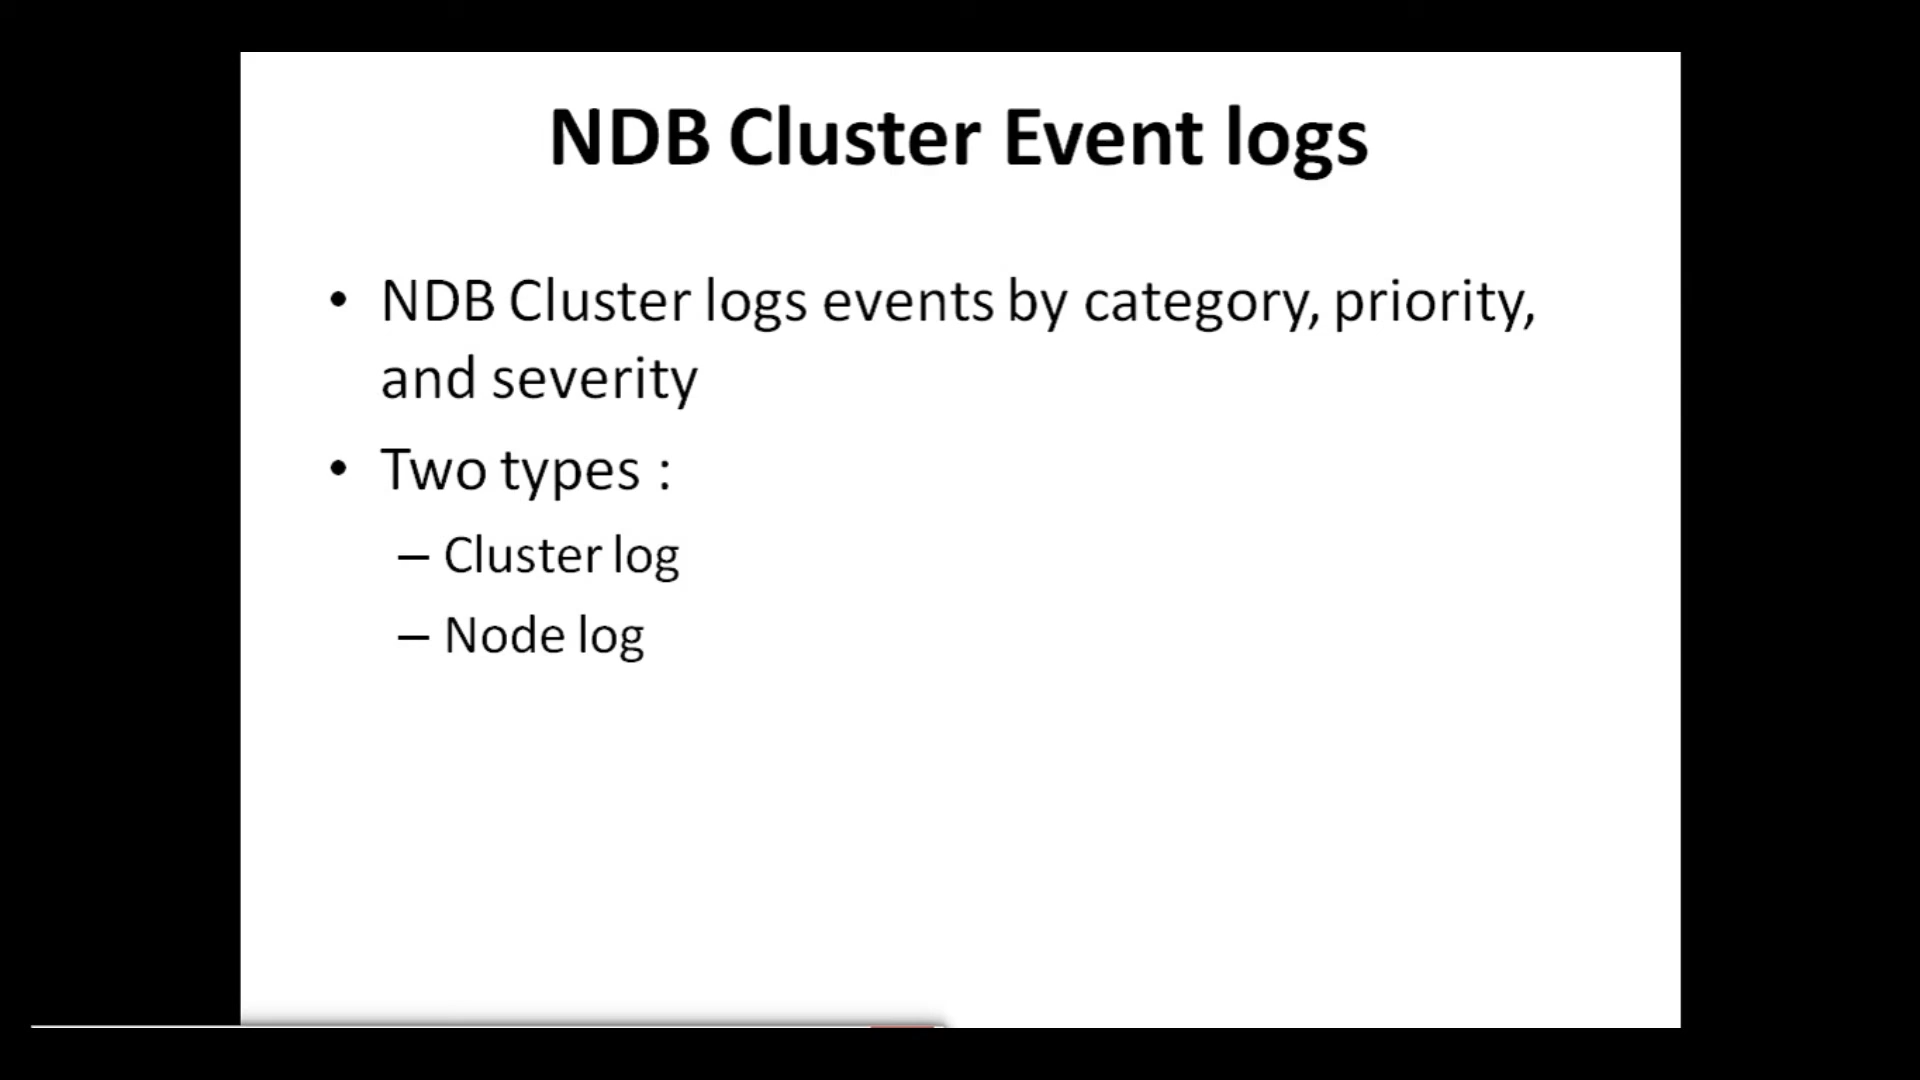 NDB Cluster Event logs
• NDB Cluster logs events by category, priority,
and severity
• Two types :
– Cluster log
– Node log